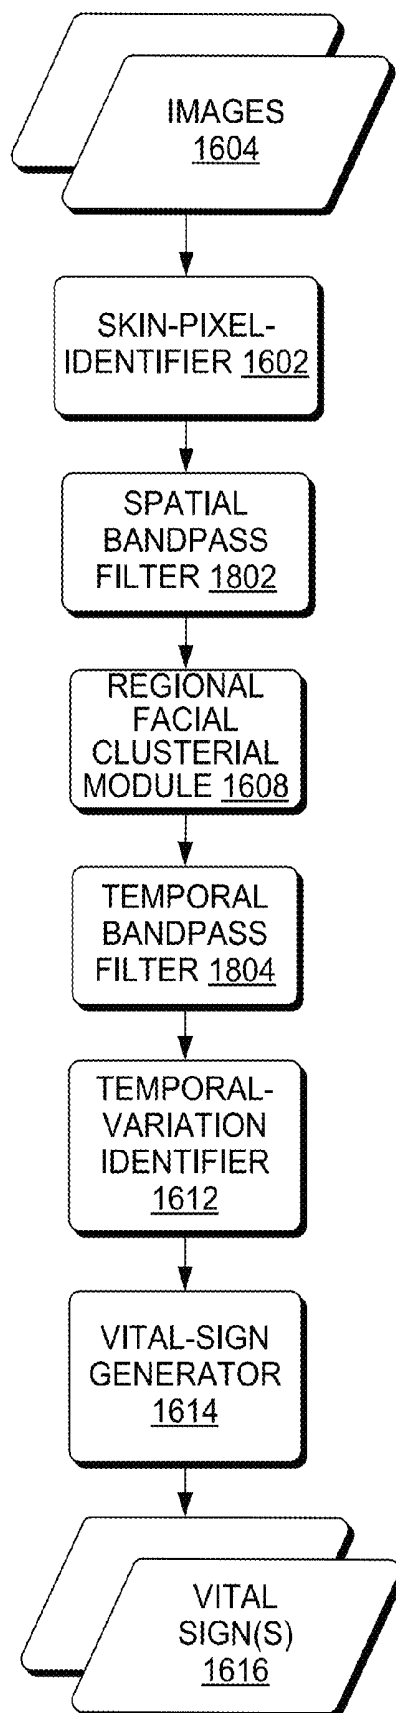 IMAGES
1604
SKIN-PIXEL-
IDENTIFIER 1602
SPATIAL
BANDPASS
FILTER 1802
REGIONAL
FACIAL
CLUSTERIAL
MODULE 1608
TEMPORAL
BANDPASS
FILTER 1804
TEMPORAL-
VARIATION
IDENTIFIER
1612
VITAL-SIGN
GENERATOR
1614
VITAL
SIGN(S)
1616